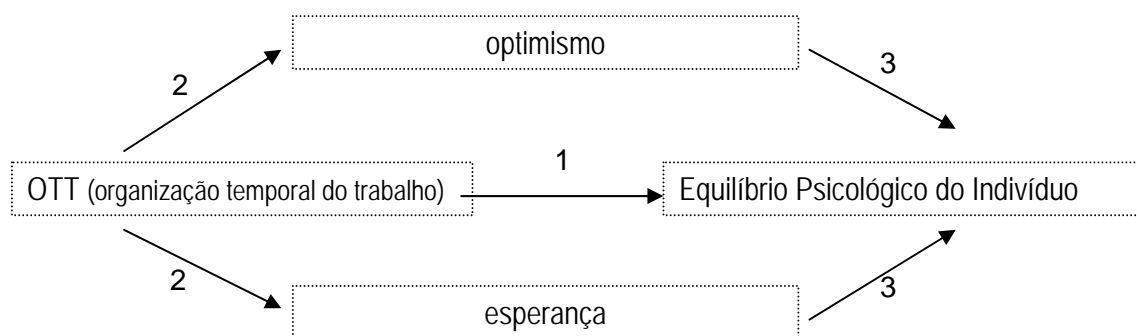 optimismo
2
3
1
OTT (organização temporal do trabalho)
Equilíbrio Psicológico do Indivíduo
2
3
esperança